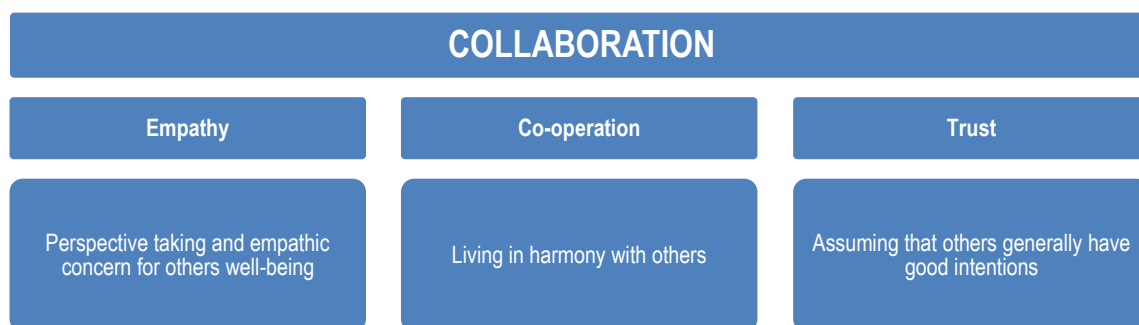 COLLABORATION
Empathy
Co-operation
Trust
Perspective taking and empathic
concern for others well-being
Living in harmony with others
Assuming that others generally have
good intentions